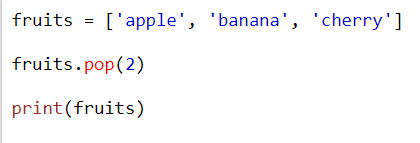 fruits = ['apple', 'banana', 'cherry']
fruits.pop(2)
print(fruits)